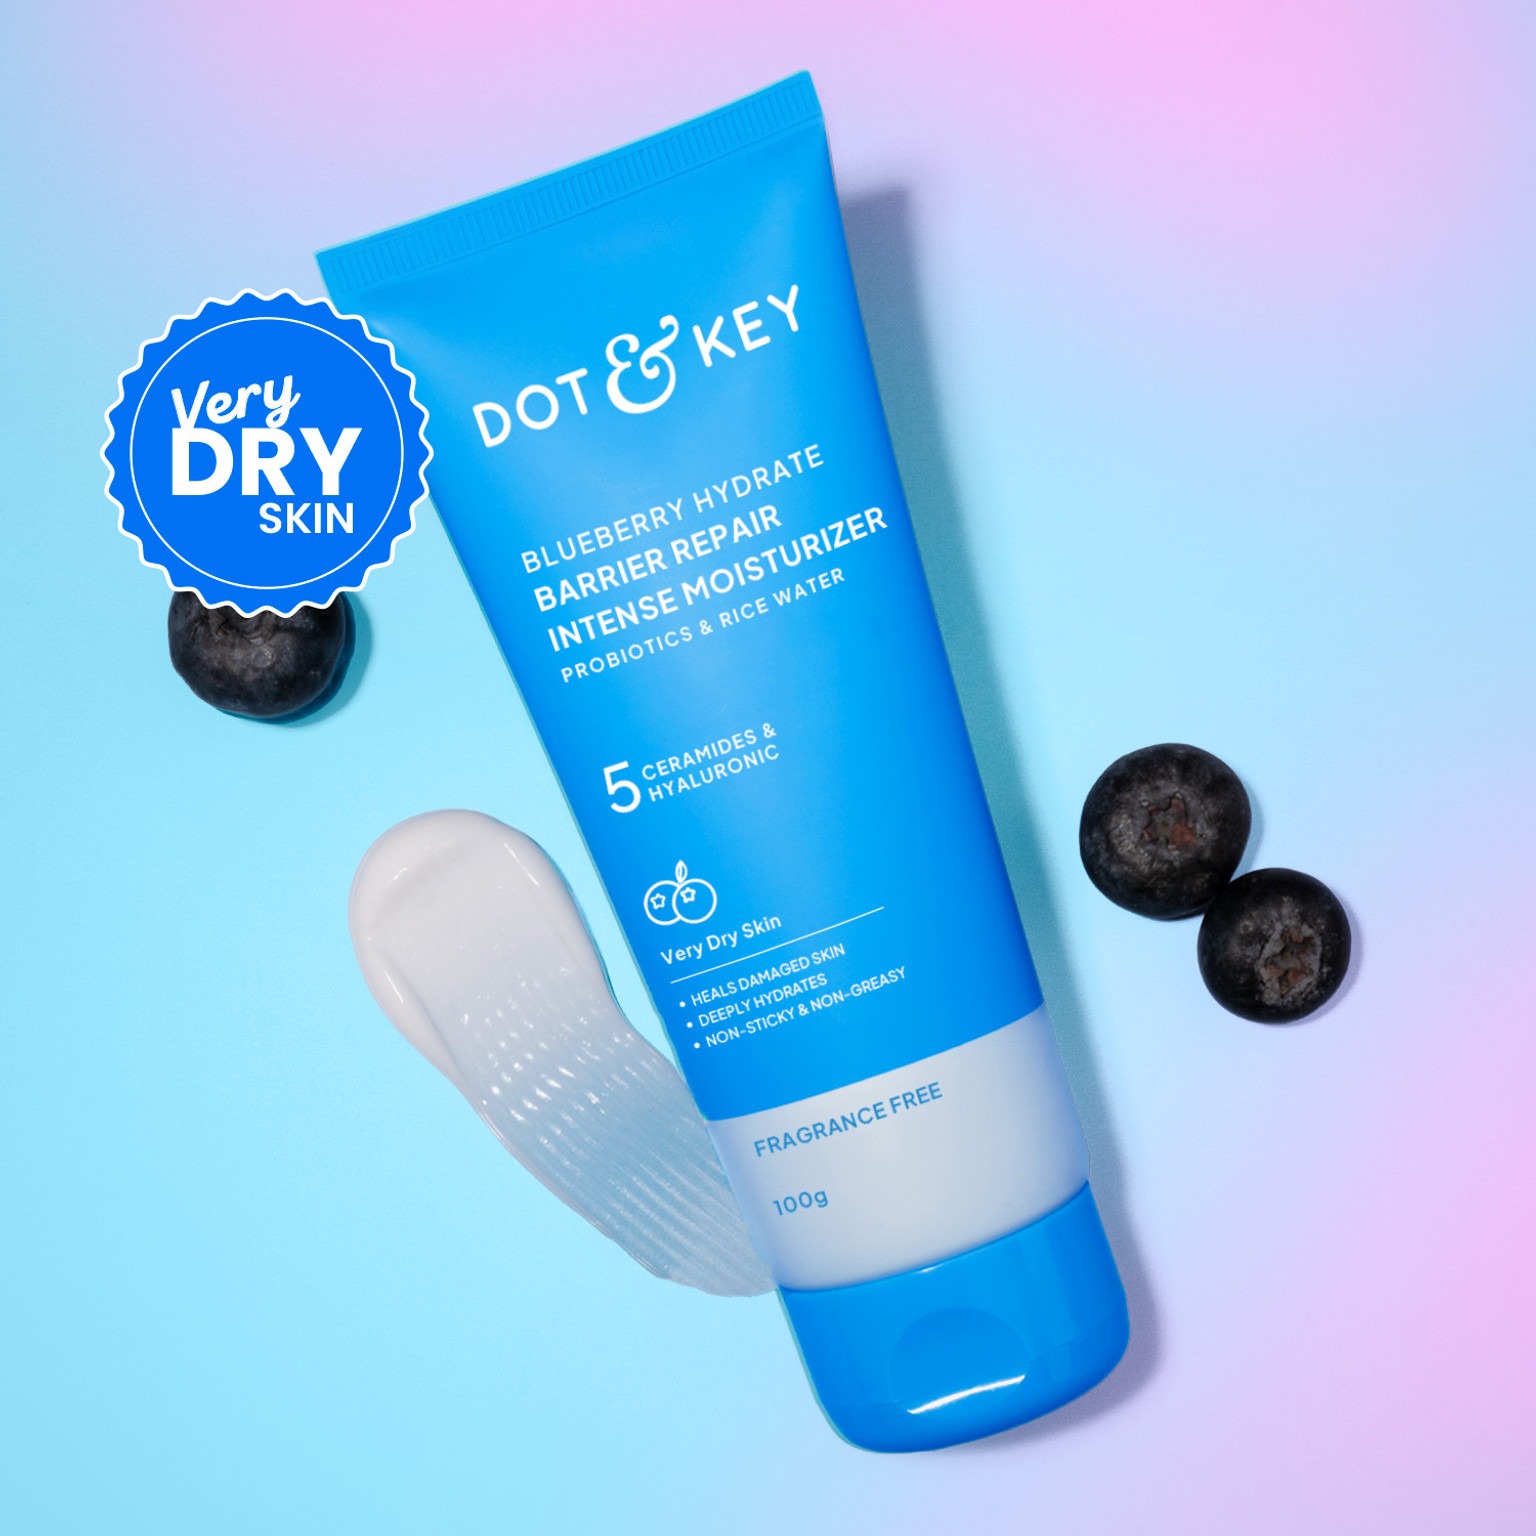 Very
DRY
SKIN
DOT & KEY
BLUEBERRY HYDRATE
BARRIER REPAIR
INTENSE MOISTURIZER
PROBIOTICS & RICE WATER
5 CERAMIDES &
HYALURONIC
Very Dry Skin
• HEALS DAMAGED SKIN
• DEEPLY HYDRATES
• NON-STICKY & NON-GREASY
FRAGRANCE FREE
100g